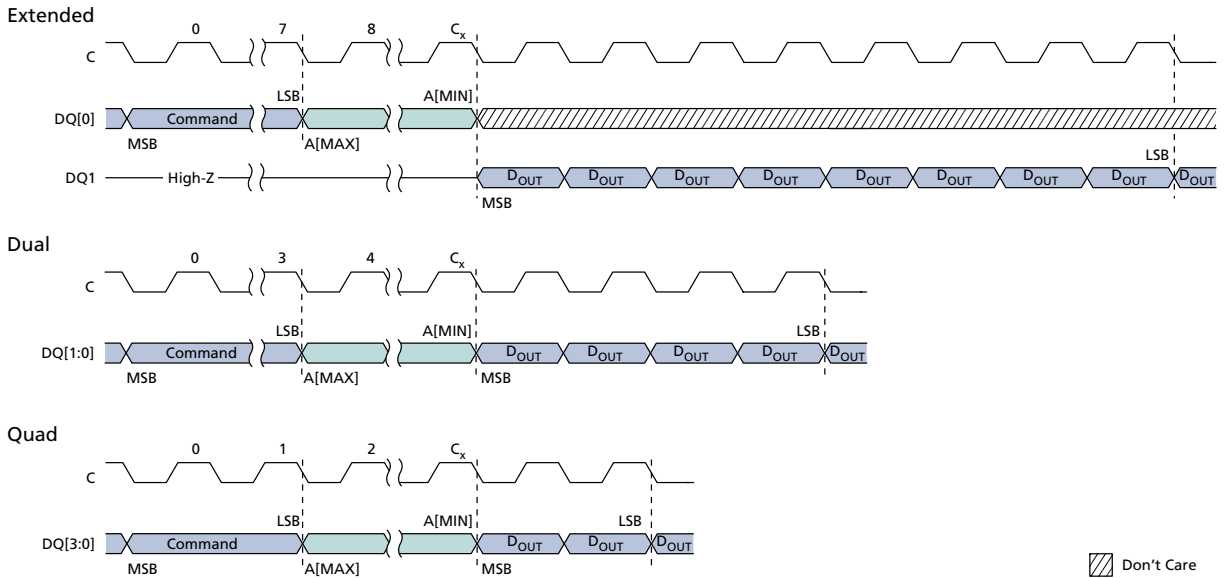 Extended
0 7 8 Cx
C
LSB A[MIN]
DQ[0] Command
MSB A[MAX]
LSB
DQ1 High-Z DOUT DOUT DOUT DOUT DOUT DOUT DOUT DOUT DOUT
MSB
Dual
0 3 4 Cx
C
LSB A[MIN] LSB
DQ[1:0] Command DOUT DOUT DOUT DOUT DOUT
MSB A[MAX] MSB
Quad
0 1 2 Cx
C
LSB A[MIN] LSB
DQ[3:0] Command DOUT DOUT DOUT
MSB A[MAX] MSB
Don't Care